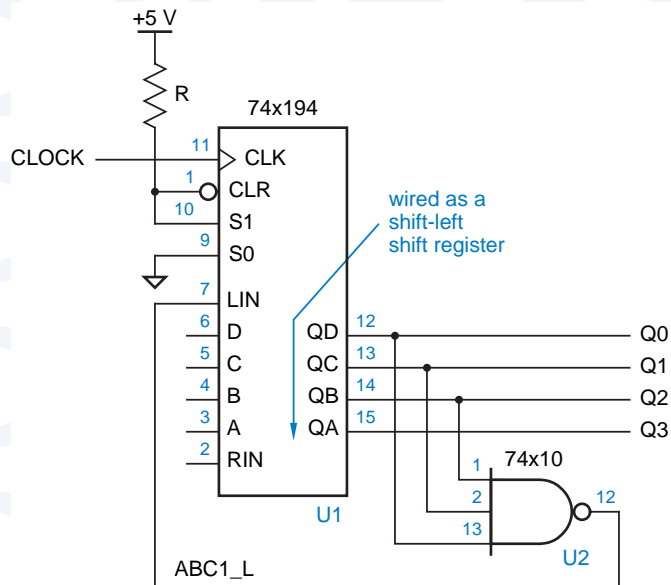 +5 V
R
74x194
CLOCK
11
CLK
1
CLR
10
S1
9
S0
wired as a
shift-left
shift register
7
LIN
6
D
QD
12
Q0
5
C
QC
13
Q1
4
B
QB
14
Q2
3
A
QA
15
Q3
2
RIN
74x10
1
2
12
13
U1
U2
ABC1_L